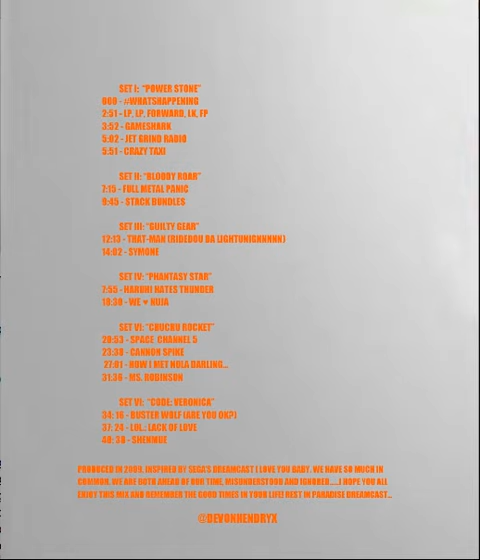 SET I: "POWER STONE"
000 - #WHATSHAPPENING
2:51 - LP, LP, FORWARD, LK, FP
3:52 - GAMESHARK
5:02 - JET GRIND RADIO
5:51 - CRAZY TAXI
SET II: "BLOODY ROAR"
7:15 - FULL METAL PANIC
9:45 - STACK BUNDLES
SET III: "GUILTY GEAR"
12:13 - THAT-MAN (RIDEDOU DA LIGHTUNIGNNNNN)
14:02 - SYMONE
SET IV: "PHANTASY STAR"
7:55 - HARUHI HATES THUNDER
18:30 - WE ♥ NUJA
SET VI: "CHUCHU ROCKET"
20:53 - SPACE CHANNEL 5
23:38 - CANNON SPIKE
27:01 - HOW I MET HOLA DARLING...
31:36 - MS. ROBINSON
SET VI: "CODE: VERONICA"
34: 16 - BUSTER WOLF (ARE YOU OK?)
37: 24 - LOL.: LACK OF LOVE
40: 38 - SHENMUE
PRODUCED IN 2009. INSPIRED BY SEGA'S DREAMCAST I LOVE YOU BABY. WE HAVE SO MUCH IN
COMMON. WE ARE BOTH AHEAD OF OUR TIME, MISUNDERSTOOD AND IGNORED.....I HOPE YOU ALL
ENJOY THIS MIX AND REMEMBER THE GOOD TIMES IN YOUR LIFE! REST IN PARADISE DREAMCAST...
@DEVONHENDRYX